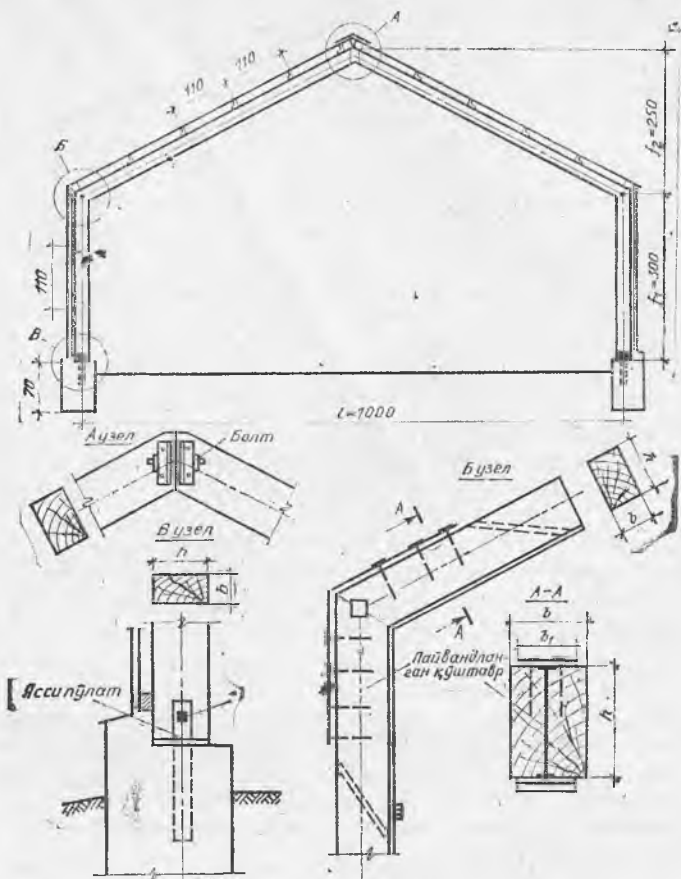 А
110
110
Б
f₂=250
110
f₁=300
В
70
l=1000
А узел
Болт
Б узел
В узел
h
b
h
b
А
А
А-А
b
b₁
h
Пайвандлан-
ган қўштавр
Ясси пўлат